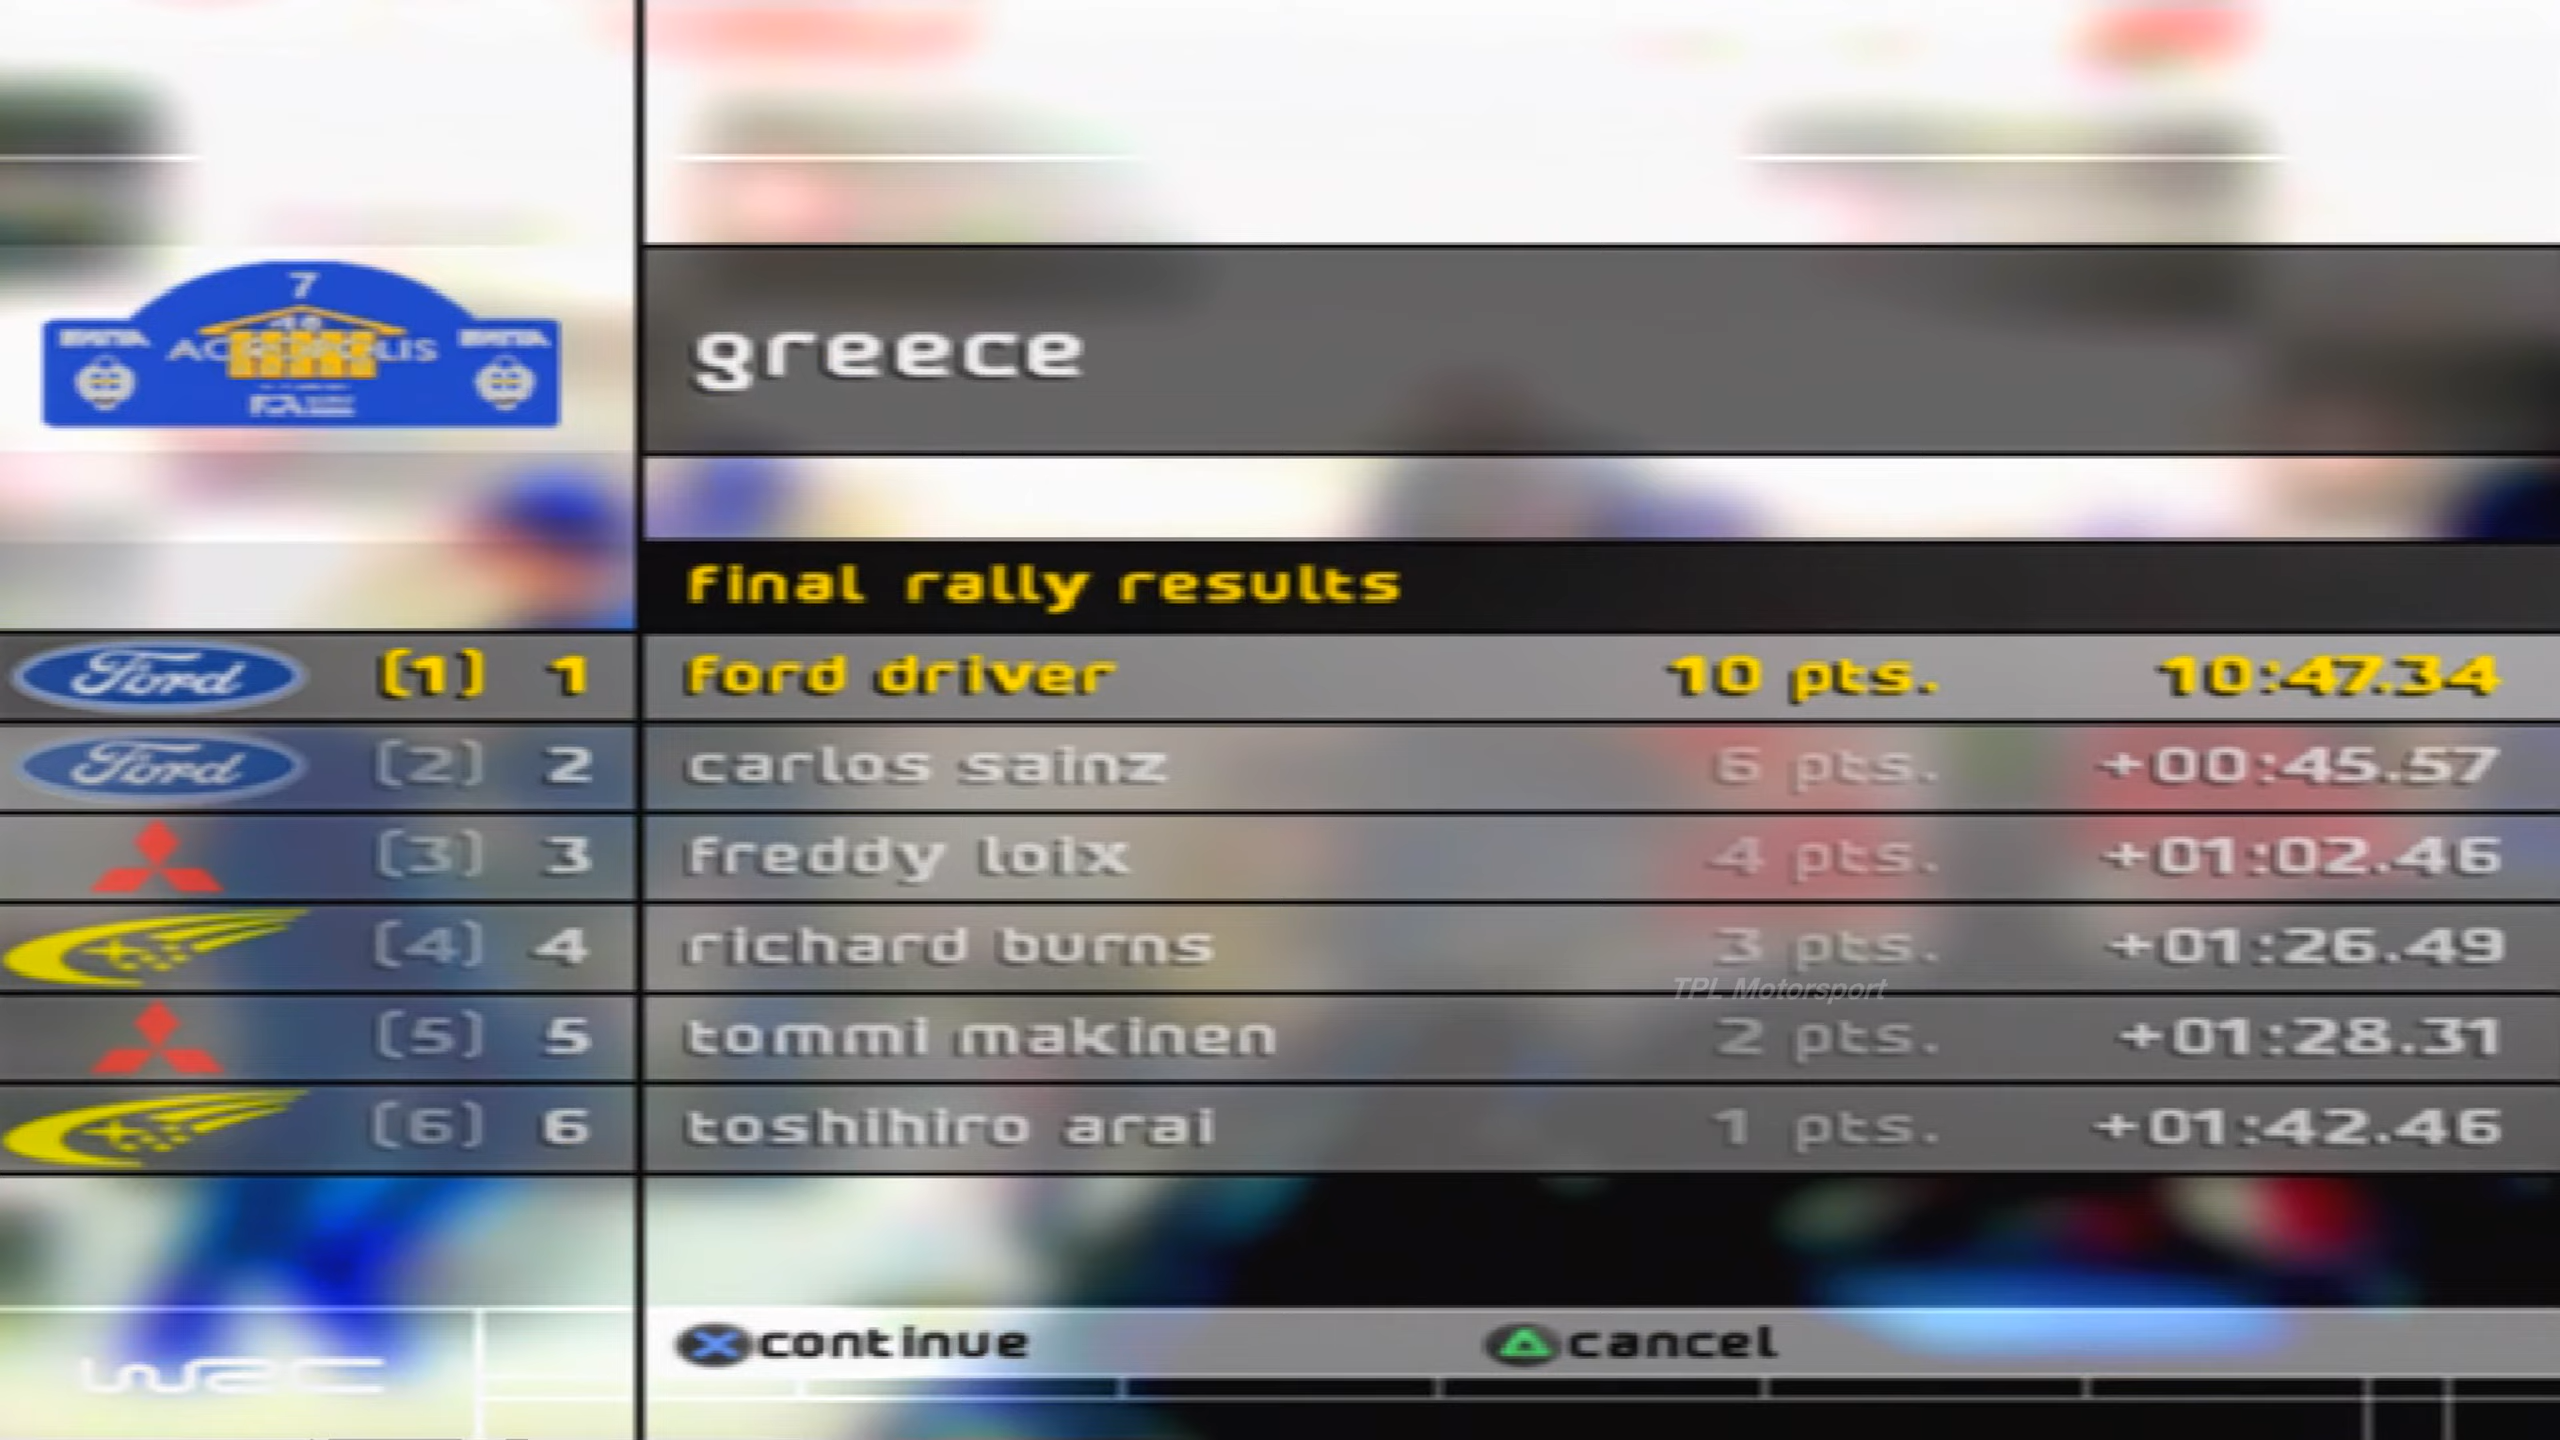 7
ACROPOLIS
greece
final rally results
Ford (1) 1 ford driver 10 pts. 10:47.34
Ford (2) 2 carlos sainz 6 pts. +00:45.57
(3) 3 freddy loix 4 pts. +01:02.46
(4) 4 richard burns 3 pts. +01:26.49
TPL Motorsport
(5) 5 tommi makinen 2 pts. +01:28.31
(6) 6 toshihiro arai 1 pts. +01:42.46
continue cancel
WRC